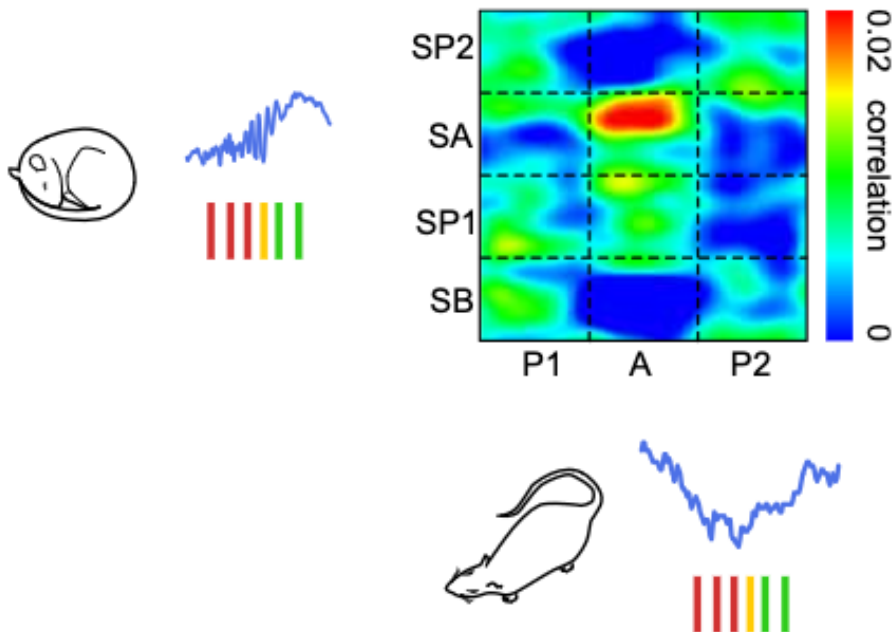 SP2
SA
SP1
SB
P1 A P2
0.02
correlation
0